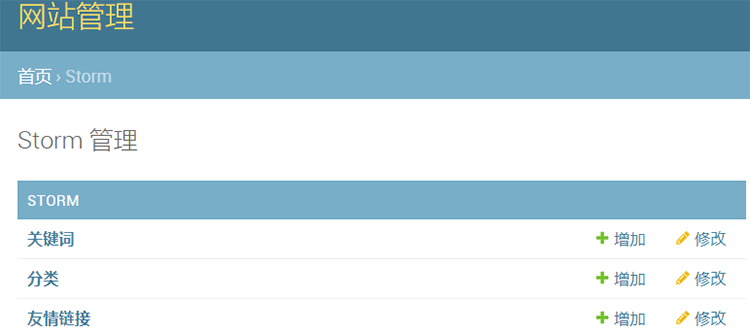 网站管理
首页 › Storm
Storm 管理
STORM
关键词 增加 修改
分类 增加 修改
友情链接 增加 修改